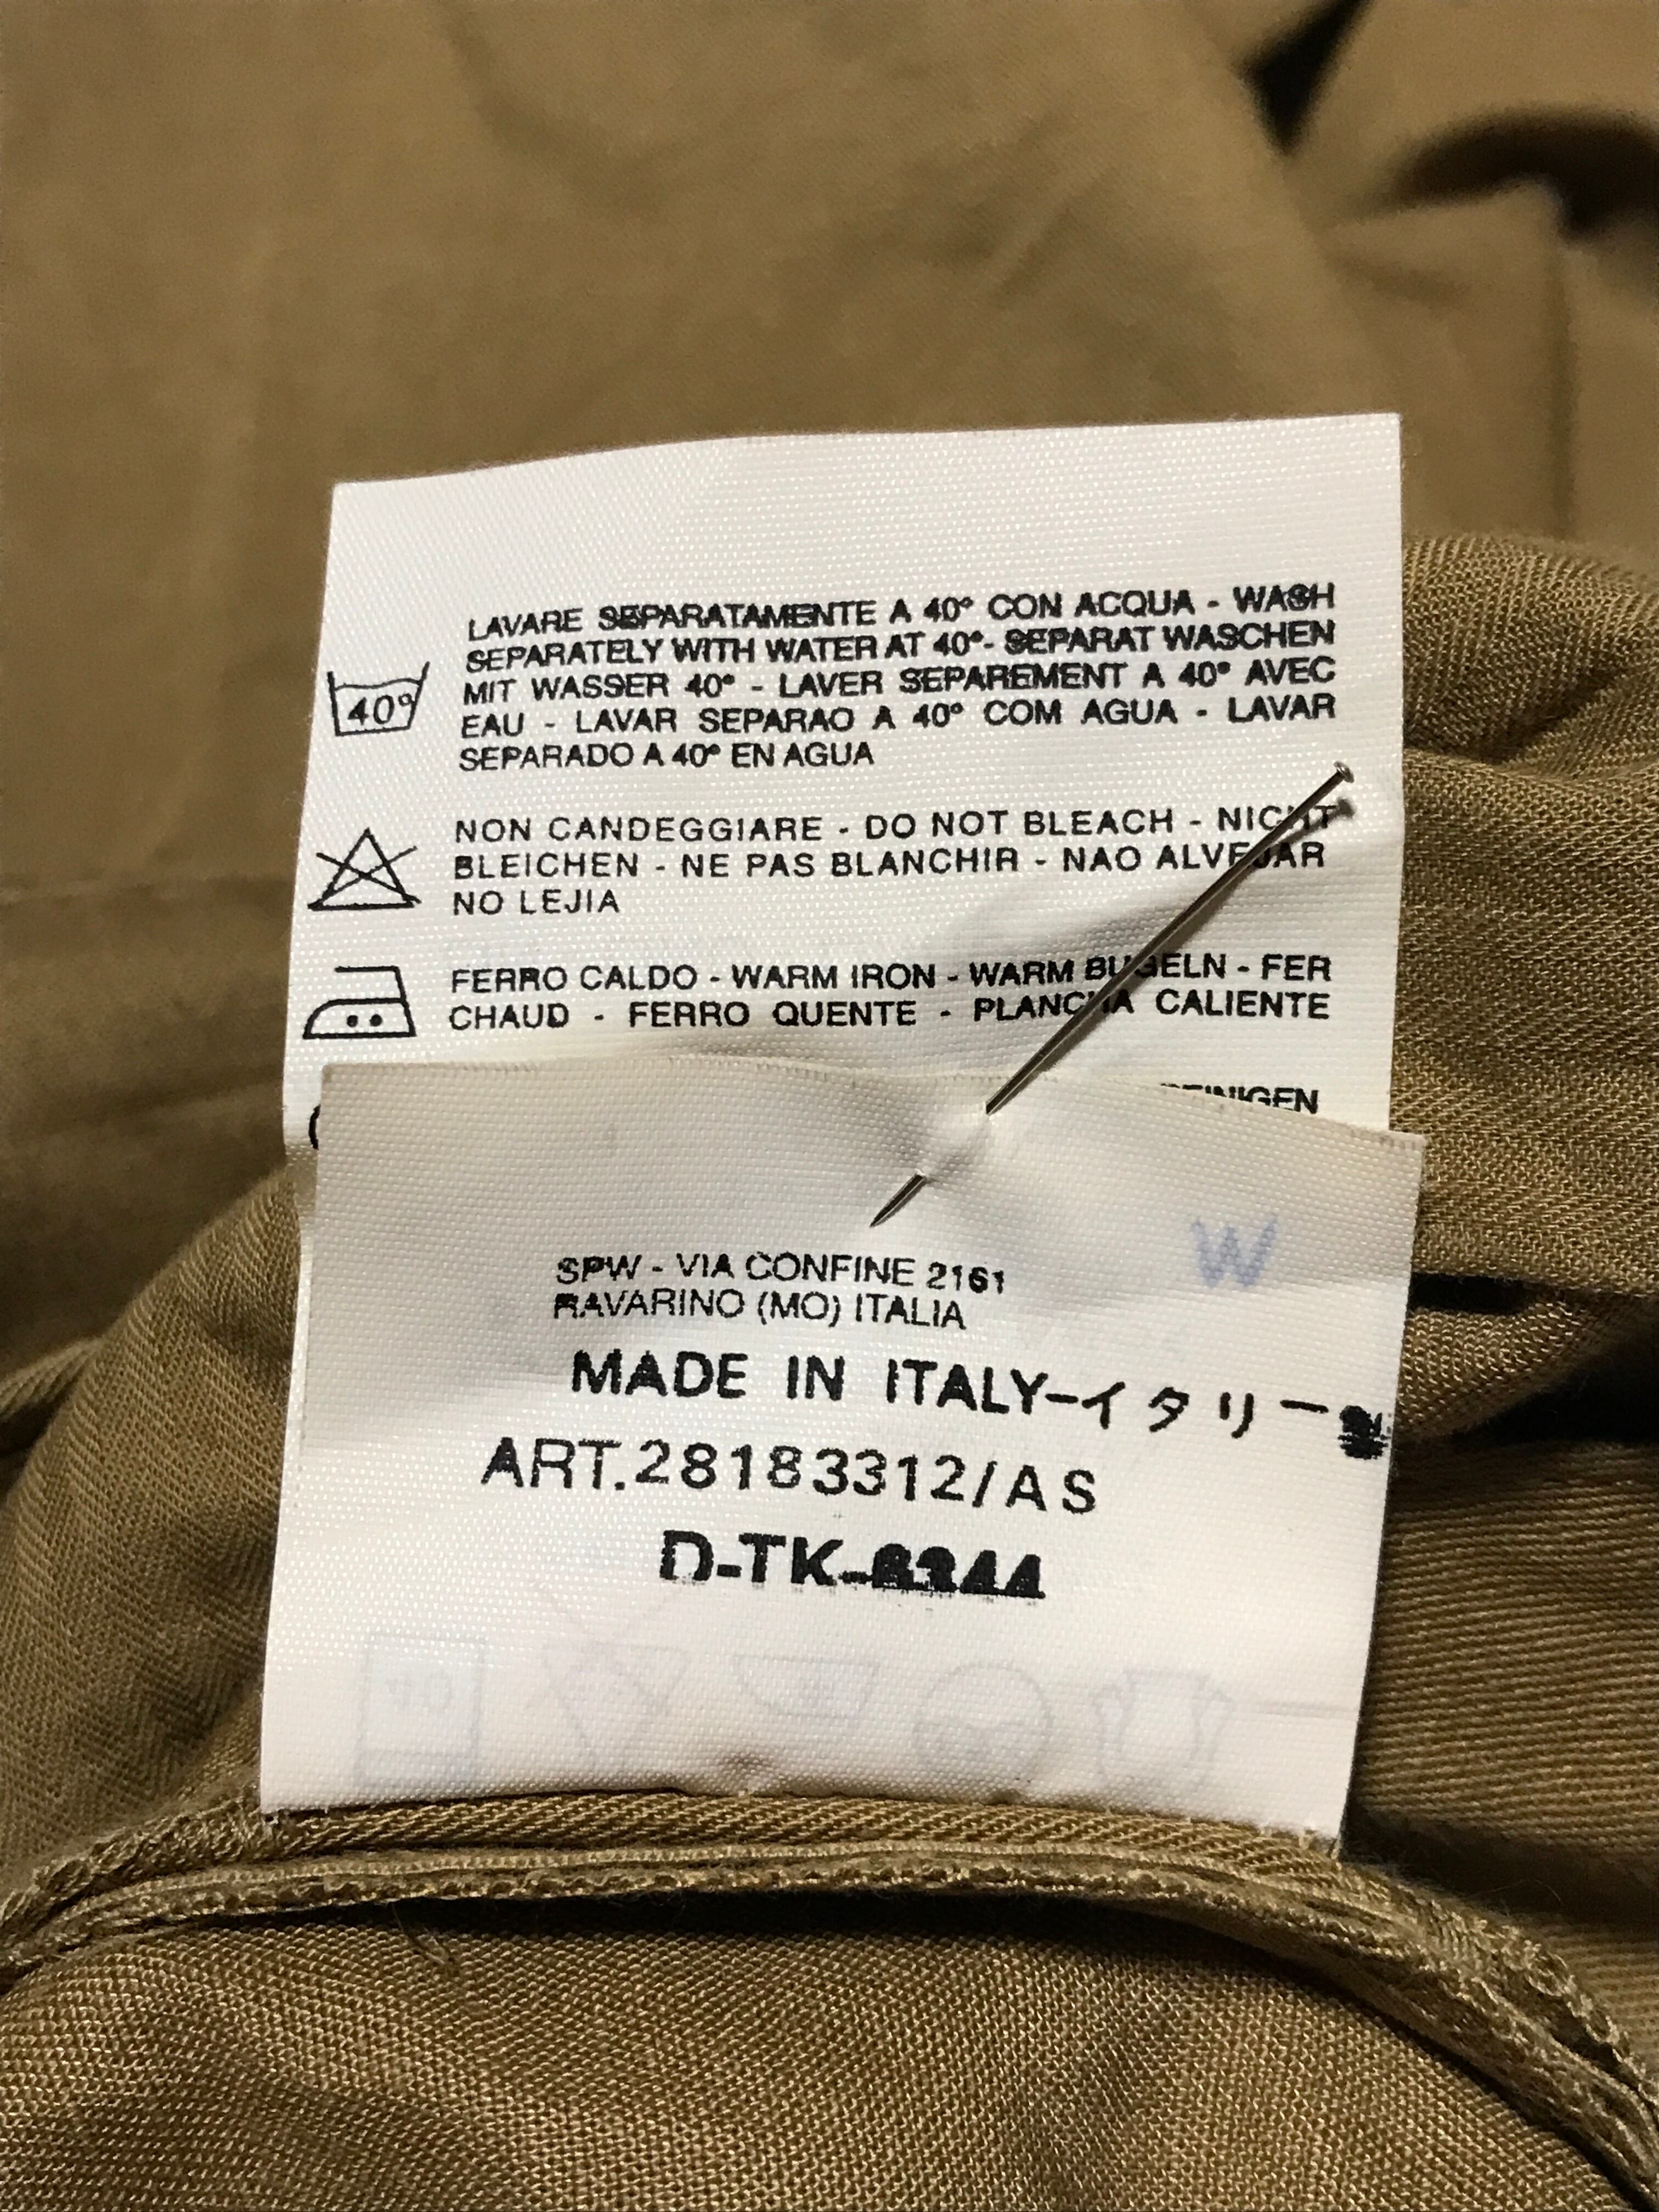 LAVARE SEPARATAMENTE A 40° CON ACQUA - WASH
SEPARATELY WITH WATER AT 40°- SEPARAT WASCHEN
MIT WASSER 40° - LAVER SEPAREMENT A 40° AVEC
EAU - LAVAR SEPARAO A 40° COM AGUA - LAVAR
SEPARADO A 40° EN AGUA
40°
NON CANDEGGIARE - DO NOT BLEACH - NICHT
BLEICHEN - NE PAS BLANCHIR - NAO ALVEJAR
NO LEJIA
FERRO CALDO - WARM IRON - WARM BUGELN - FER
CHAUD - FERRO QUENTE - PLANCHA CALIENTE
W
SPW - VIA CONFINE 2161
RAVARINO (MO) ITALIA
MADE IN ITALY-イタリー製
ART.28183312/AS